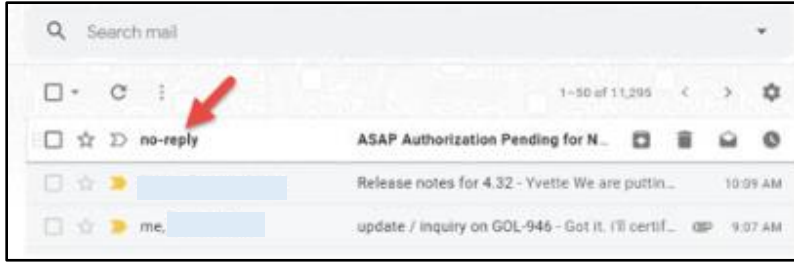 Search mail
1–50 of 11,295
no-reply ASAP Authorization Pending for N...
Release notes for 4.32 - Yvette We are puttin... 10:09 AM
me, update / inquiry on GOL-946 - Got it. I'll certif... 9:07 AM